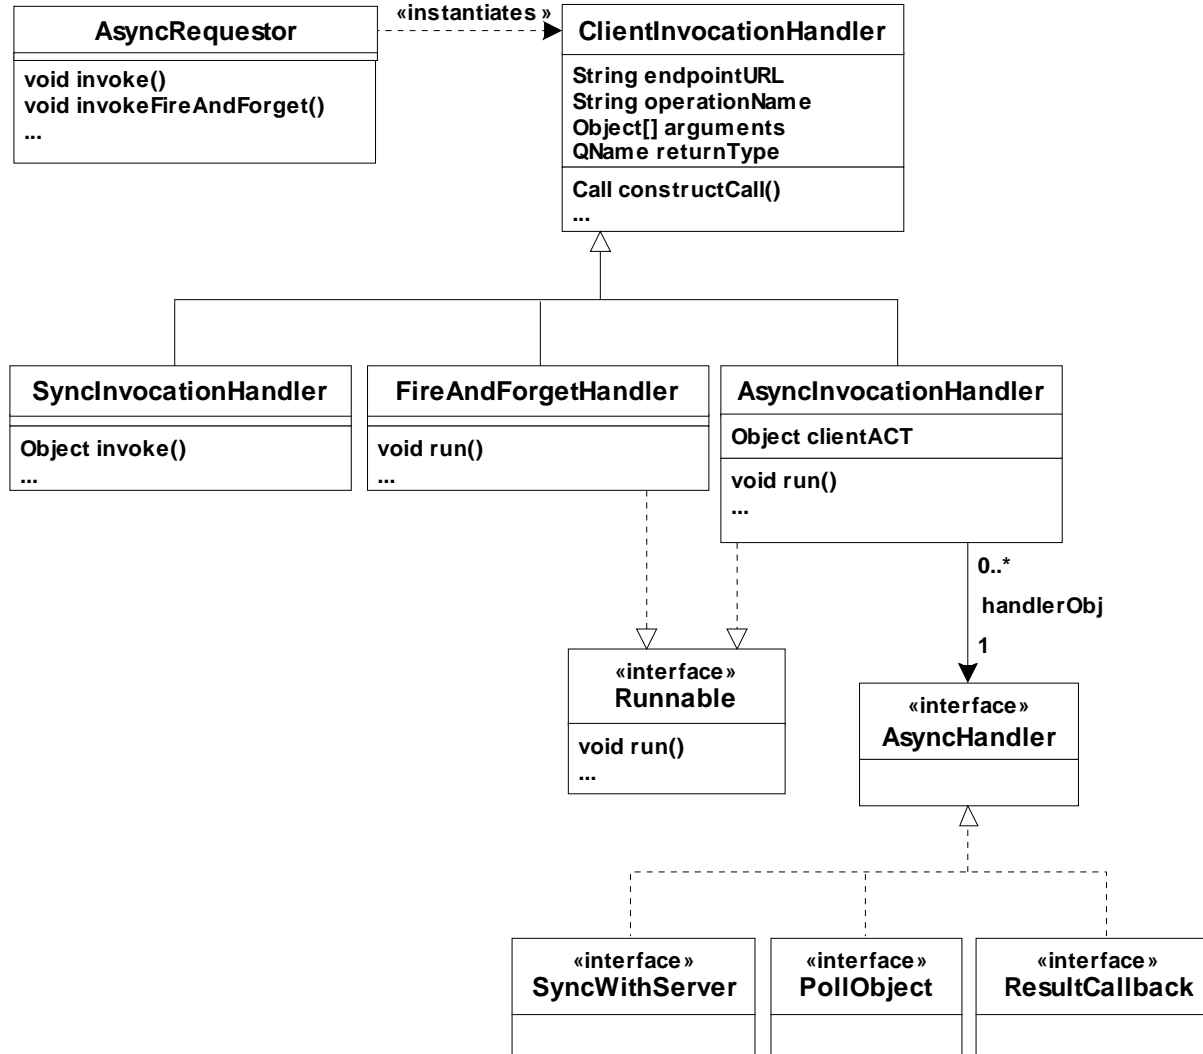 AsyncRequestor
void invoke()
void invokeFireAndForget()
...
«instantiates »
ClientInvocationHandler
String endpointURL
String operationName
Object[] arguments
QName returnType
Call constructCall()
...
SyncInvocationHandler
Object invoke()
...
FireAndForgetHandler
void run()
...
AsyncInvocationHandler
Object clientACT
void run()
...
0..*
handlerObj
1
«interface»
Runnable
void run()
...
«interface»
AsyncHandler
«interface»
SyncWithServer
«interface»
PollObject
«interface»
ResultCallback